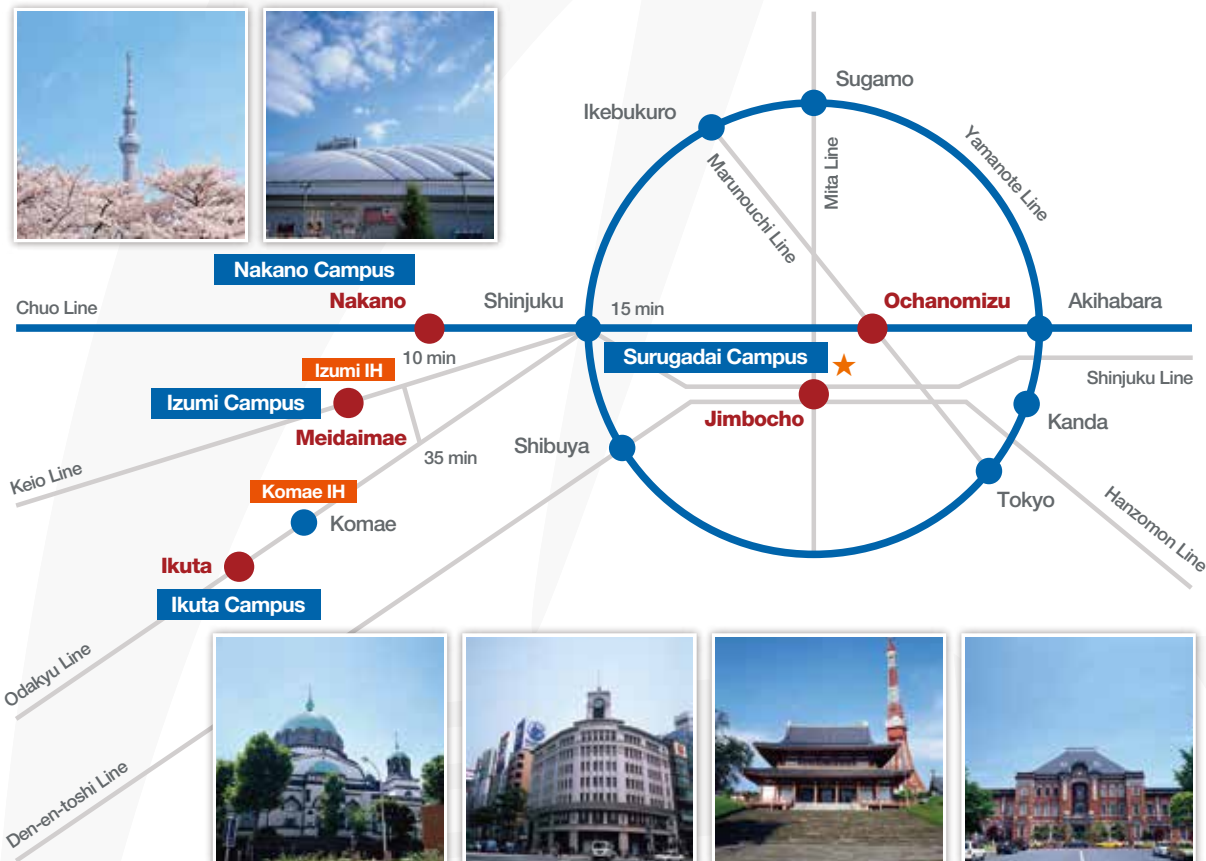 Sugamo
Ikebukuro
Yamanote Line
Mita Line
Marunouchi Line
Nakano Campus
Chuo Line
Nakano
Shinjuku
15 min
Ochanomizu
Akihabara
10 min
Surugadai Campus
Izumi IH
Shinjuku Line
Izumi Campus
Meidaimae
Jimbocho
Kanda
Shibuya
35 min
Keio Line
Komae IH
Komae
Tokyo
Hanzomon Line
Ikuta
Ikuta Campus
Odakyu Line
Den-en-toshi Line